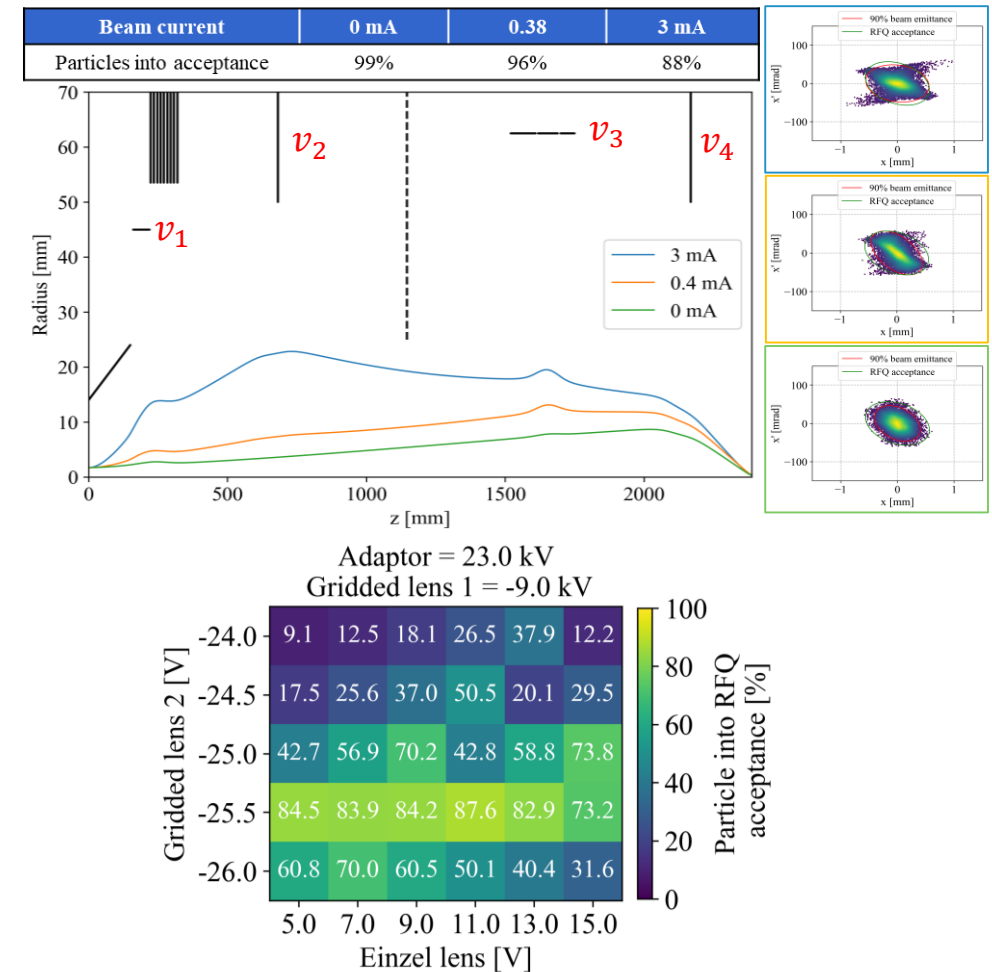 Beam current 0 mA 0.38 3 mA
Particles into acceptance 99% 96% 88%
70
60
50
40
30
20
10
0
Radius [mm]
v1
v2
v3
v4
3 mA
0.4 mA
0 mA
0 500 1000 1500 2000
z [mm]
90% beam emittance
RFQ acceptance
100
0
−100
x' [mrad]
−1 0 1
x [mm]
90% beam emittance
RFQ acceptance
100
0
−100
x' [mrad]
−1 0 1
x [mm]
90% beam emittance
RFQ acceptance
100
0
−100
x' [mrad]
−1 0 1
x [mm]
Adaptor = 23.0 kV
Gridded lens 1 = -9.0 kV
Gridded lens 2 [V]
-24.0 9.1 12.5 18.1 26.5 37.9 12.2
-24.5 17.5 25.6 37.0 50.5 20.1 29.5
-25.0 42.7 56.9 70.2 42.8 58.8 73.8
-25.5 84.5 83.9 84.2 87.6 82.9 73.2
-26.0 60.8 70.0 60.5 50.1 40.4 31.6
5.0 7.0 9.0 11.0 13.0 15.0
Einzel lens [V]
100
80
60
40
20
0
Particle into RFQ
acceptance [%]